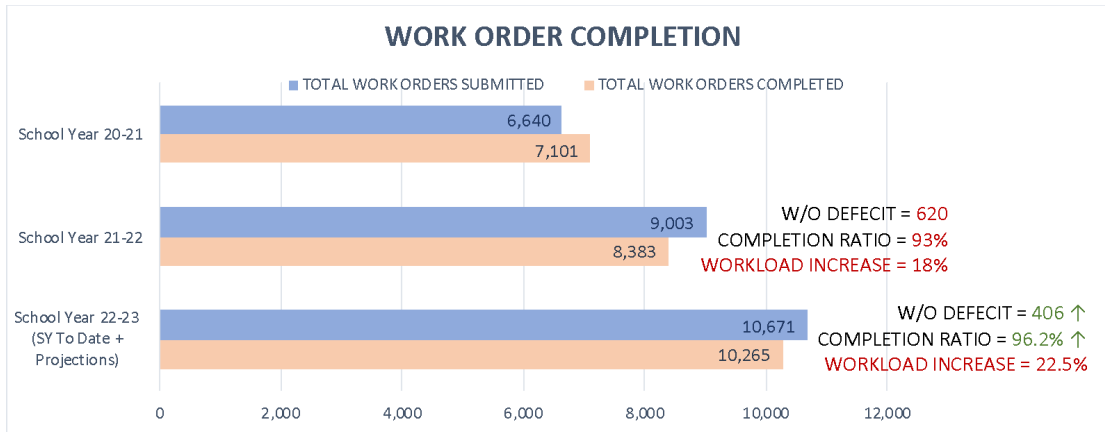 WORK ORDER COMPLETION
TOTAL WORK ORDERS SUBMITTED TOTAL WORK ORDERS COMPLETED
School Year 20-21
6,640
7,101
School Year 21-22
9,003
8,383
W/O DEFECIT = 620
COMPLETION RATIO = 93%
WORKLOAD INCREASE = 18%
School Year 22-23
(SY To Date +
Projections)
10,671
10,265
W/O DEFECIT = 406 ↑
COMPLETION RATIO = 96.2% ↑
WORKLOAD INCREASE = 22.5%
0 2,000 4,000 6,000 8,000 10,000 12,000